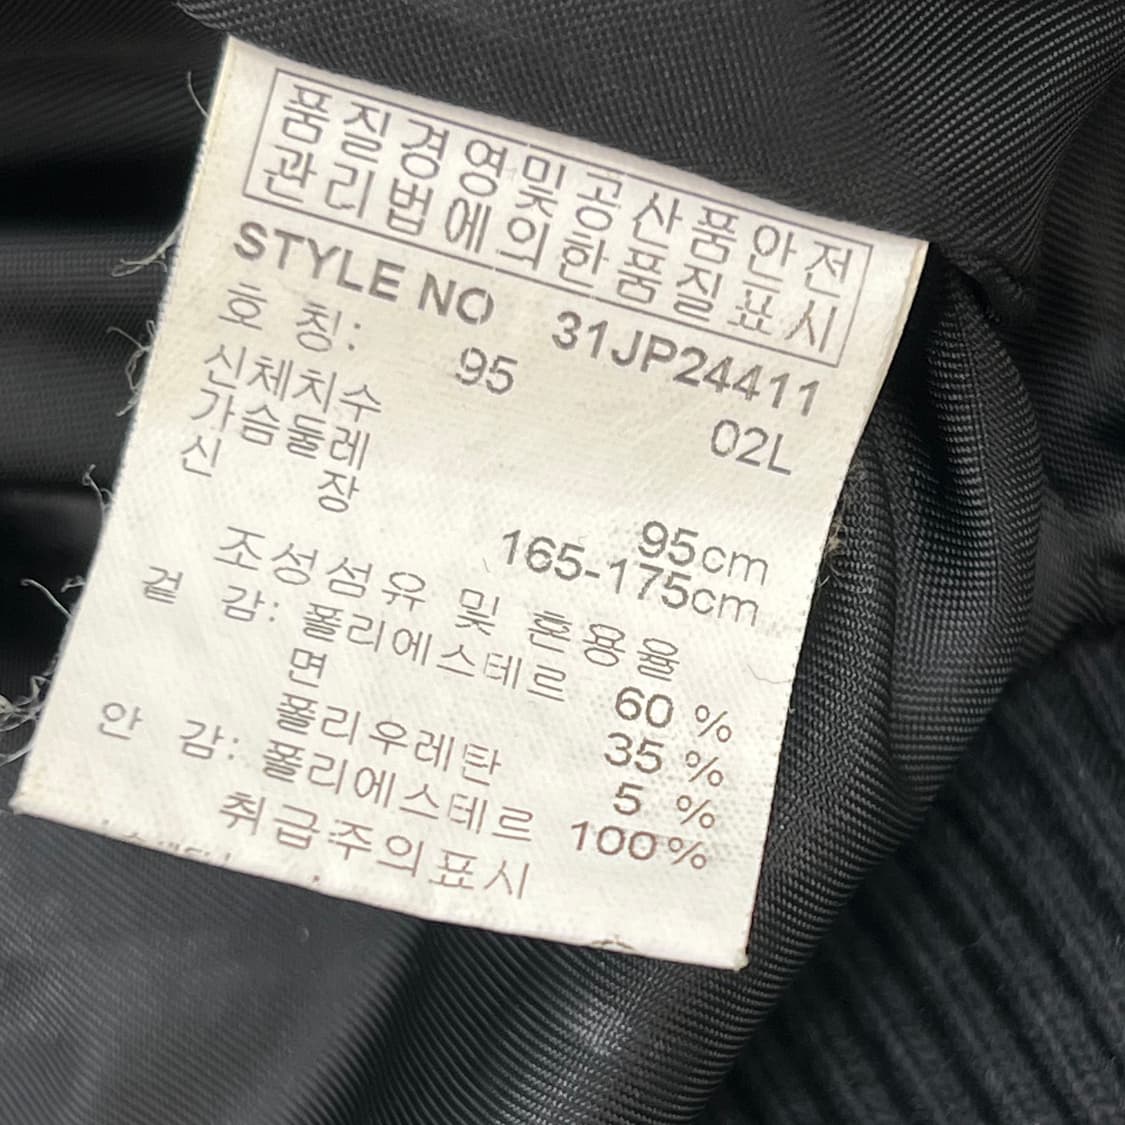 품질경영및공산품안전
관리법에의한품질표시
STYLE NO 31JP24411
호 칭: 95 02L
신체치수
가슴둘레 95cm
신 장 165-175cm
조성섬유 및 혼용율
겉 감: 폴리에스테르 60 %
면 35 %
폴리우레탄 5 %
안 감: 폴리에스테르 100%
취급주의표시